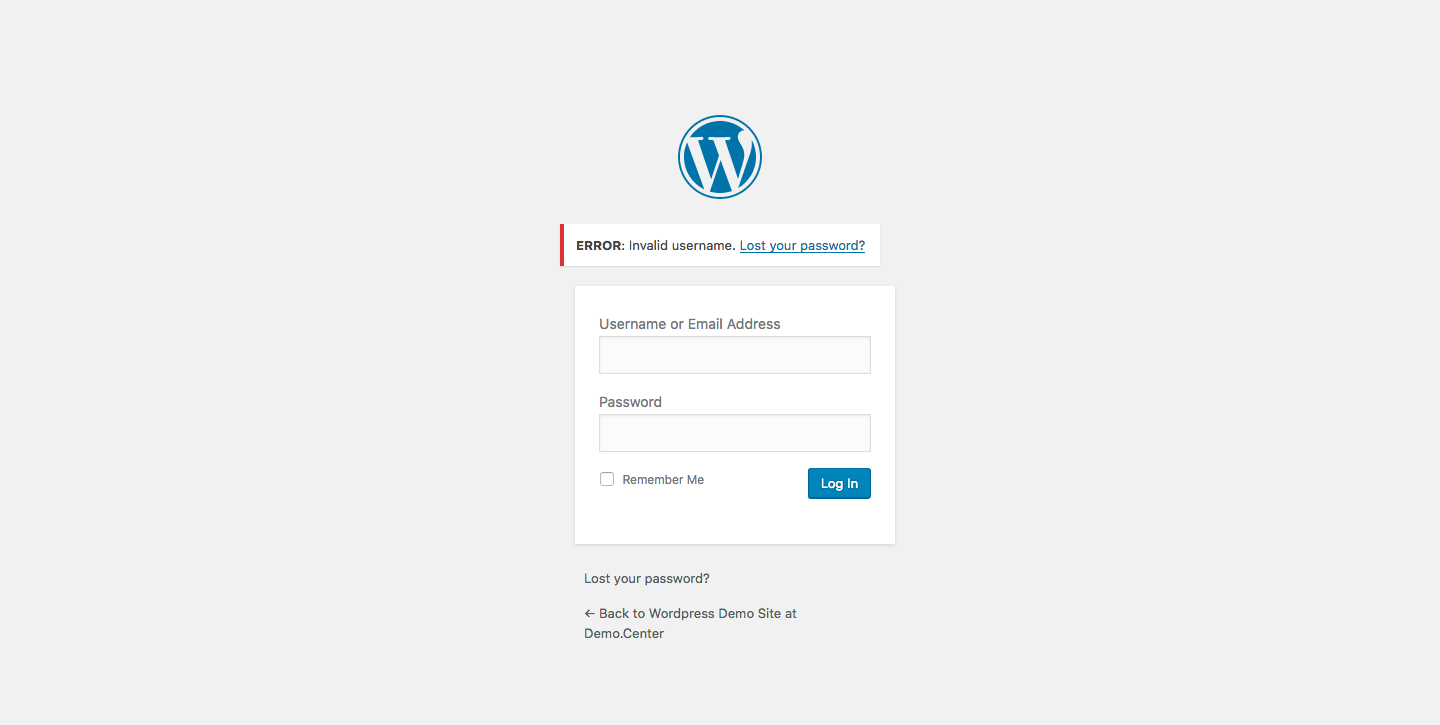 ERROR: Invalid username. Lost your password?
Username or Email Address
Password
Remember Me
Log In
Lost your password?
← Back to Wordpress Demo Site at
Demo.Center